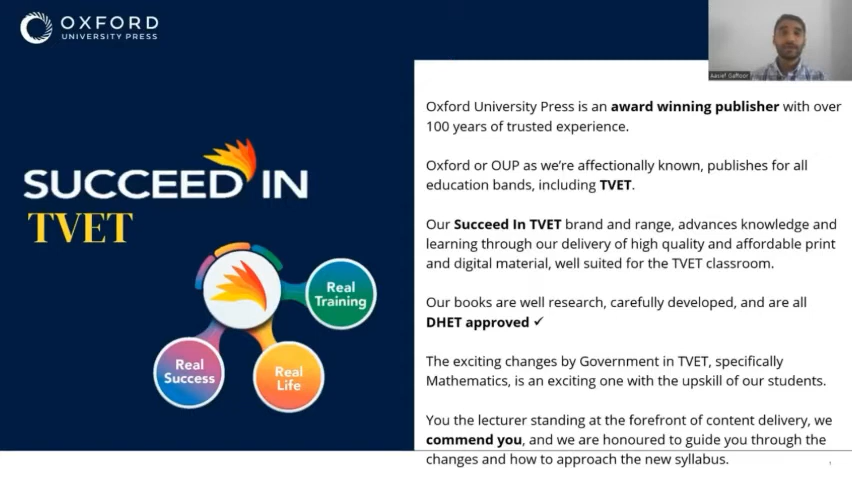 OXFORD
UNIVERSITY PRESS
SUCCEED IN
TVET
Real
Training
Real
Success
Real
Life
Aasief Gaffoor
Oxford University Press is an award winning publisher with over
100 years of trusted experience.
Oxford or OUP as we're affectionally known, publishes for all
education bands, including TVET.
Our Succeed In TVET brand and range, advances knowledge and
learning through our delivery of high quality and affordable print
and digital material, well suited for the TVET classroom.
Our books are well research, carefully developed, and are all
DHET approved ✓
The exciting changes by Government in TVET, specifically
Mathematics, is an exciting one with the upskill of our students.
You the lecturer standing at the forefront of content delivery, we
commend you, and we are honoured to guide you through the
changes and how to approach the new syllabus.